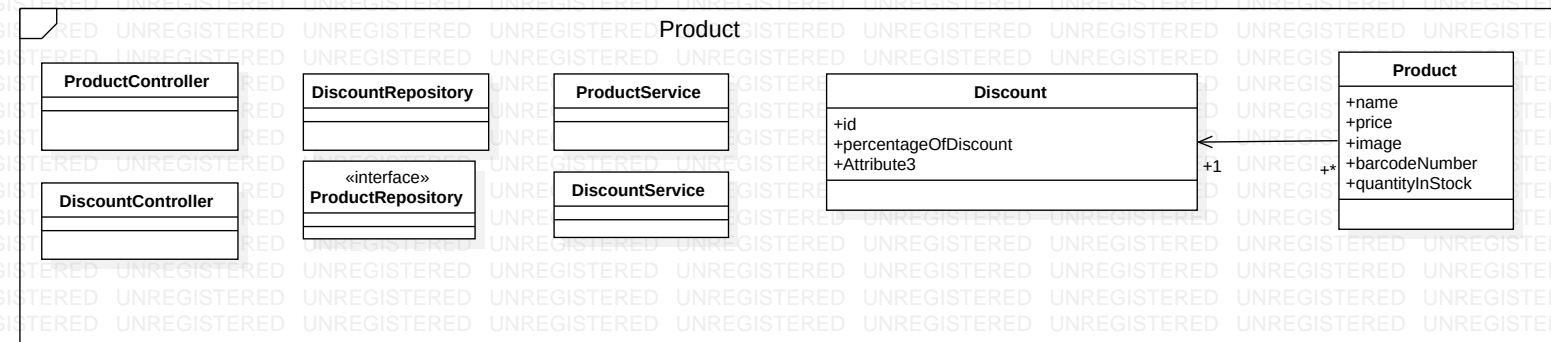 Product
ProductController
DiscountController
DiscountRepository
«interface»
ProductRepository
ProductService
DiscountService
Discount
+id
+percentageOfDiscount
+Attribute3
+1
+*
Product
+name
+price
+image
+barcodeNumber
+quantityInStock
UNREGISTERED